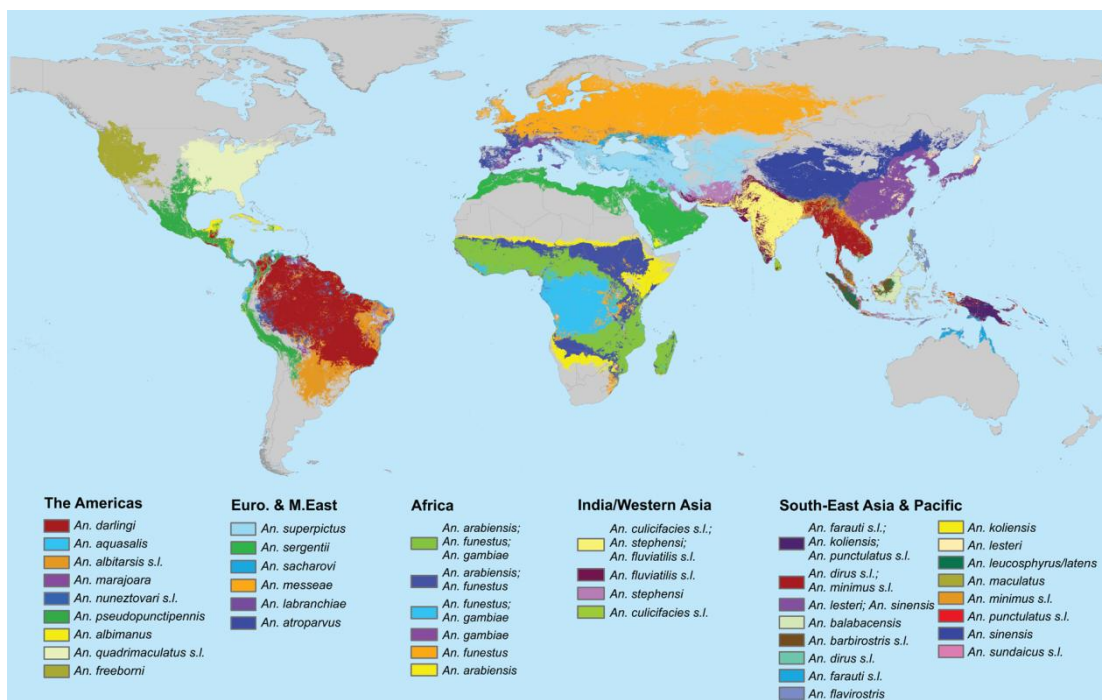 The Americas
An. darlingi
An. aquasalis
An. albitarsis s.l.
An. marajoara
An. nuneztovari s.l.
An. pseudopunctipennis
An. albimanus
An. quadrimaculatus s.l.
An. freeborni
Euro. & M.East
An. superpictus
An. sergentii
An. sacharovi
An. messeae
An. labranchiae
An. atroparvus
Africa
An. arabiensis;
An. funestus;
An. gambiae
An. arabiensis;
An. funestus
An. funestus;
An. gambiae
An. gambiae
An. funestus
An. arabiensis
India/Western Asia
An. culicifacies s.l.;
An. stephensi;
An. fluviatilis s.l.
An. fluviatilis s.l.
An. stephensi
An. culicifacies s.l.
South-East Asia & Pacific
An. farauti s.l.;
An. koliensis;
An. punctulatus s.l.
An. dirus s.l.;
An. minimus s.l.
An. lesteri; An. sinensis
An. balabacensis
An. barbirostris s.l.
An. dirus s.l.
An. farauti s.l.
An. flavirostris
An. koliensis
An. lesteri
An. leucosphyrus/latens
An. maculatus
An. minimus s.l.
An. punctulatus s.l.
An. sinensis
An. sundaicus s.l.